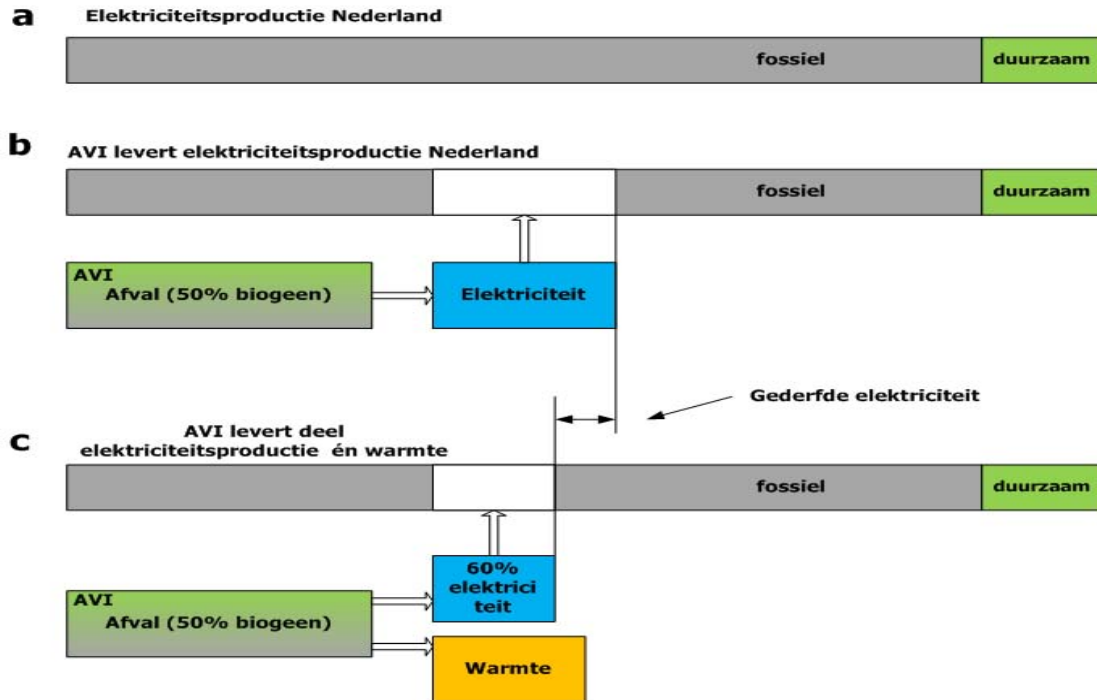 a
Elektriciteitsproductie Nederland
fossiel
duurzaam
b
AVI levert elektriciteitsproductie Nederland
fossiel
duurzaam
AVI
Afval (50% biogeen)
Elektriciteit
Gederfde elektriciteit
c
AVI levert deel
elektriciteitsproductie én warmte
fossiel
duurzaam
60%
elektrici
teit
AVI
Afval (50% biogeen)
Warmte